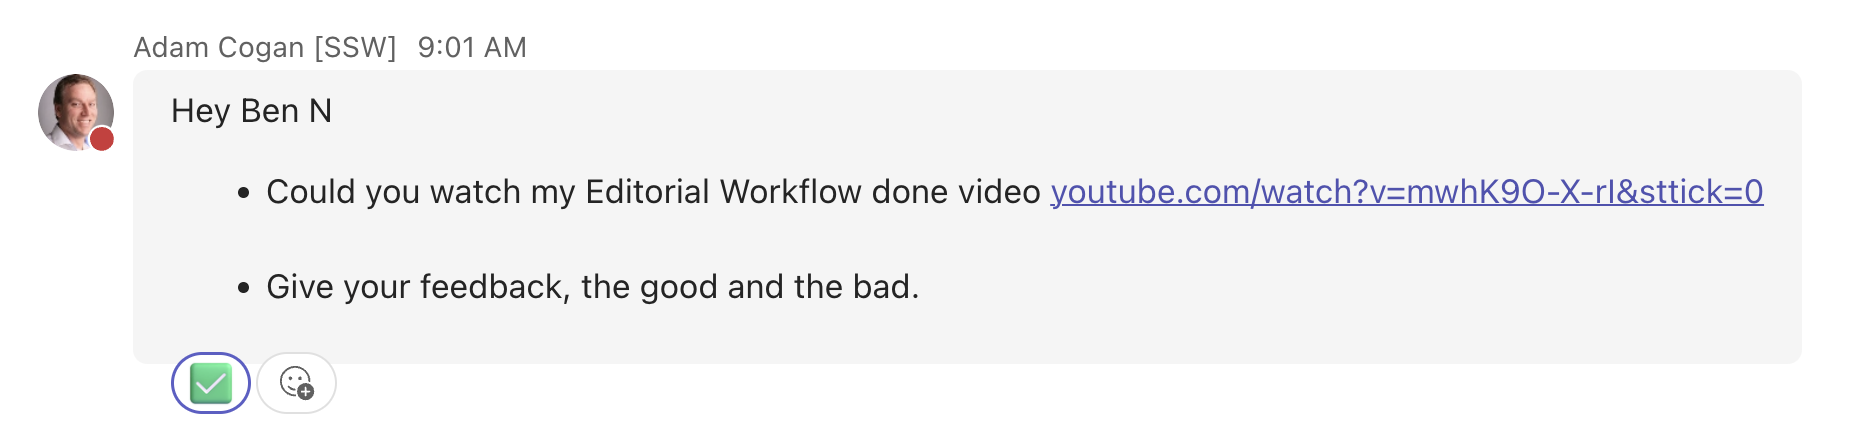 Adam Cogan [SSW] 9:01 AM
Hey Ben N
• Could you watch my Editorial Workflow done video youtube.com/watch?v=mwhK9O-X-rI&sttick=0
• Give your feedback, the good and the bad.